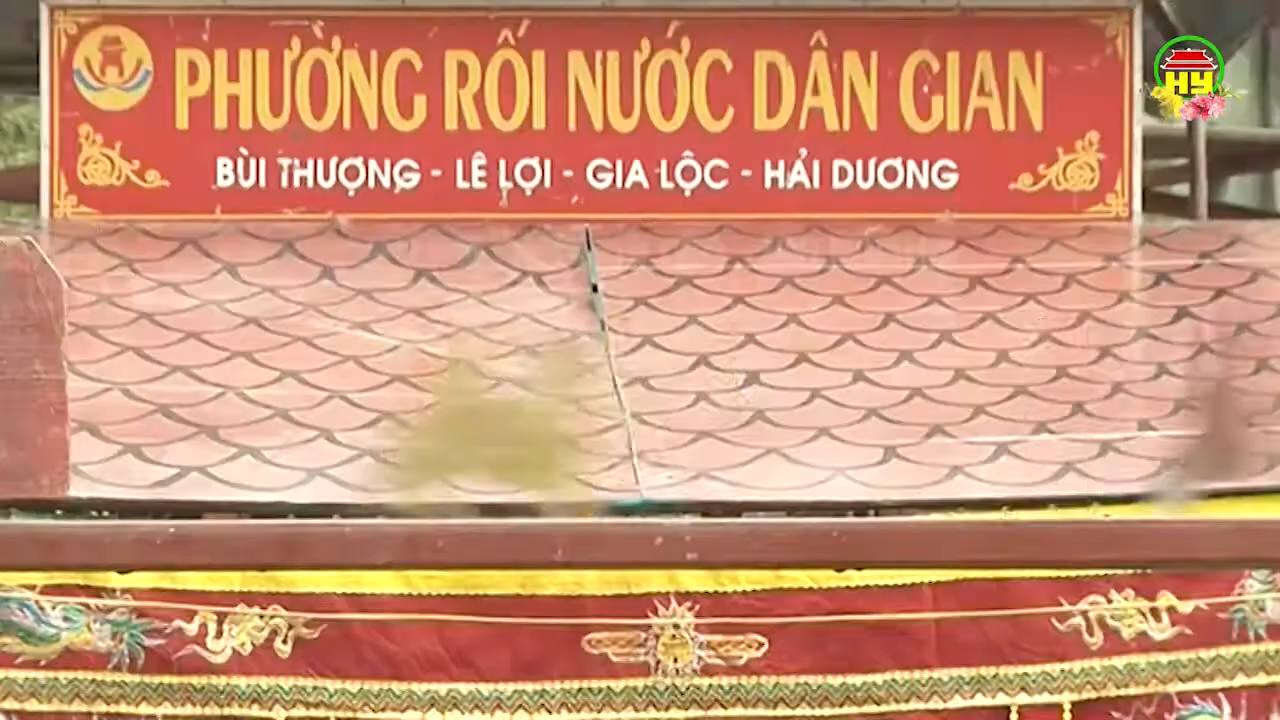 PHƯỜNG RỐI NƯỚC DÂN GIAN
BÙI THƯỢNG - LÊ LỢI - GIA LỘC - HẢI DƯƠNG
HY